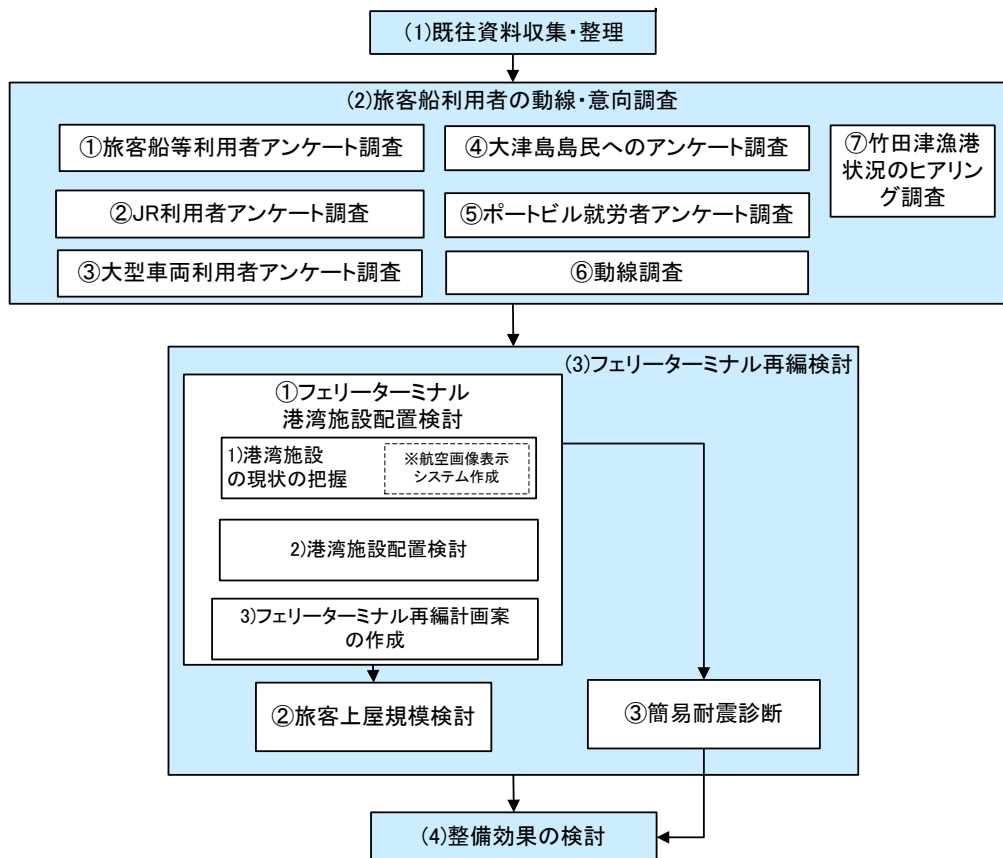 (1)既往資料収集・整理
(2)旅客船利用者の動線・意向調査
①旅客船等利用者アンケート調査
②JR利用者アンケート調査
③大型車両利用者アンケート調査
④大津島島民へのアンケート調査
⑤ポートビル就労者アンケート調査
⑥動線調査
⑦竹田津漁港
状況のヒアリン
グ調査
(3)フェリーターミナル再編検討
①フェリーターミナル
港湾施設配置検討
1)港湾施設
の現状の把握
※航空画像表示
システム作成
2)港湾施設配置検討
3)フェリーターミナル再編計画案
の作成
②旅客上屋規模検討
③簡易耐震診断
(4)整備効果の検討